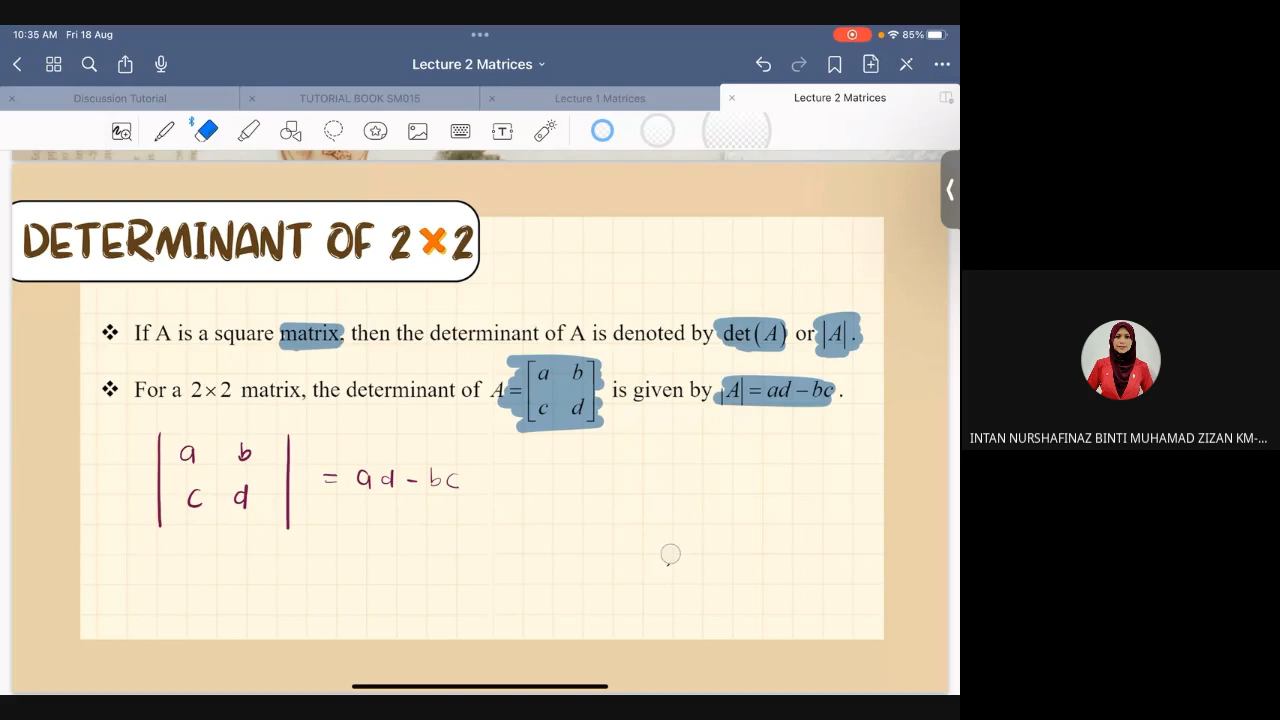 10:35 AM Fri 18 Aug
85%
Lecture 2 Matrices
Discussion Tutorial
TUTORIAL BOOK SM015
Lecture 1 Matrices
Lecture 2 Matrices
DETERMINANT OF 2 × 2
❖ If A is a square matrix, then the determinant of A is denoted by det(A) or |A|.
❖ For a 2×2 matrix, the determinant of A = [a b
c d] is given by |A| = ad − bc.
| a b |
| c d | = ad - bc
INTAN NURSHAFINAZ BINTI MUHAMAD ZIZAN KM-...